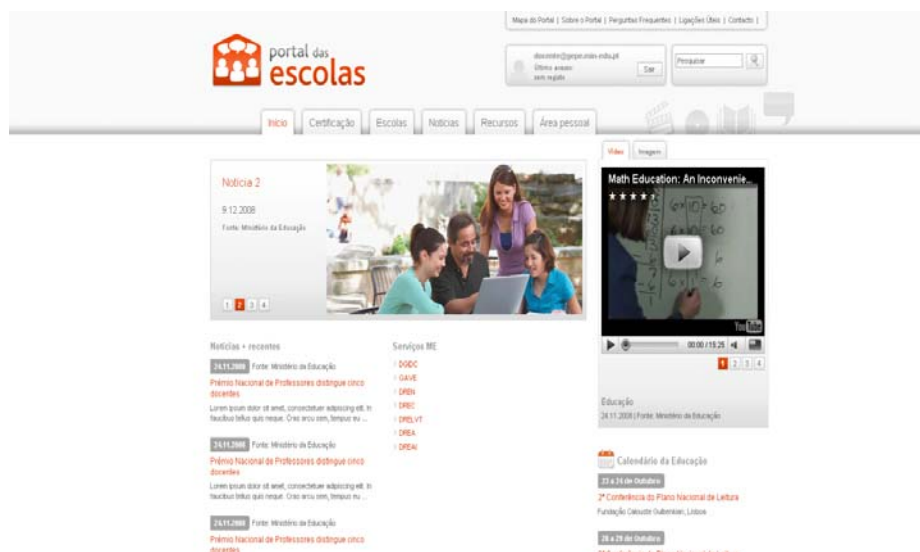 Mapa do Portal | Sobre o Portal | Perguntas Frequentes | Ligações Úteis | Contacto |
portal das
escolas
Último acesso:
sem registo
Sair
Pesquisar
Início
Certificação
Escolas
Notícias
Recursos
Área pessoal
Notícia 2
9.12.2008
Fonte: Ministério da Educação
1 2 3 4
Vídeo
Imagem
Math Education: An Inconvenie...
YouTube
00:00 / 15:25
1 2 3 4
Educação
24.11.2008 | Fonte: Ministério da Educação
Notícias + recentes
24.11.2008 Fonte: Ministério da Educação
Prémio Nacional de Professores distingue cinco
docentes
Lorem ipsum dolor sit amet, consectetuer adipiscing elit. In
faucibus tellus quis neque. Cras arcu sem, tempus eu ...
24.11.2008 Fonte: Ministério da Educação
Prémio Nacional de Professores distingue cinco
docentes
Lorem ipsum dolor sit amet, consectetuer adipiscing elit. In
faucibus tellus quis neque. Cras arcu sem, tempus eu ...
24.11.2008 Fonte: Ministério da Educação
Prémio Nacional de Professores distingue cinco
docentes
Serviços ME
DGIDC
GAVE
DREN
DREC
DRELVT
DREA
DREAl
Calendário da Educação
23 a 24 de Outubro
2ª Conferência do Plano Nacional de Leitura
Fundação Calouste Gulbenkian, Lisboa
28 a 29 de Outubro